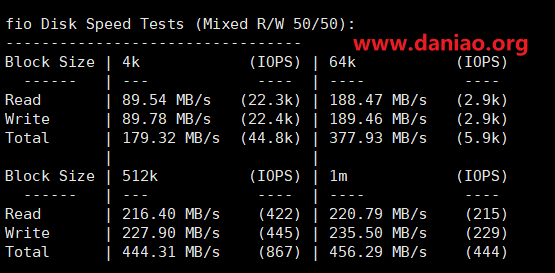 fio Disk Speed Tests (Mixed R/W 50/50):
---------------------------------
www.daniao.org
Block Size | 4k            (IOPS) | 64k           (IOPS)
  ------   | ---            ----  | ----           ----
Read       | 89.54 MB/s   (22.3k) | 188.47 MB/s   (2.9k)
Write      | 89.78 MB/s   (22.4k) | 189.46 MB/s   (2.9k)
Total      | 179.32 MB/s  (44.8k) | 377.93 MB/s   (5.9k)
           |                      |
Block Size | 512k          (IOPS) | 1m            (IOPS)
  ------   | ---            ----  | ----           ----
Read       | 216.40 MB/s    (422) | 220.79 MB/s    (215)
Write      | 227.90 MB/s    (445) | 235.50 MB/s    (229)
Total      | 444.31 MB/s    (867) | 456.29 MB/s    (444)